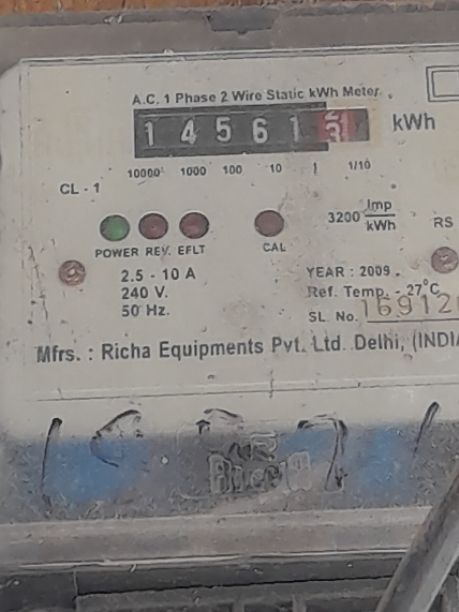 A.C. 1 Phase 2 Wire Static kWh Meter.
1 4 5 6 1 3 kWh
10000 1000 100 10 1 1/10
CL - 1
3200 Imp/kWh
RS
POWER REV. EFLT CAL
2.5 - 10 A
240 V.
50 Hz.
YEAR : 2009.
Ref. Temp. - 27°C
SL. No. 16912
Mfrs. : Richa Equipments Pvt. Ltd. Delhi, (INDIA